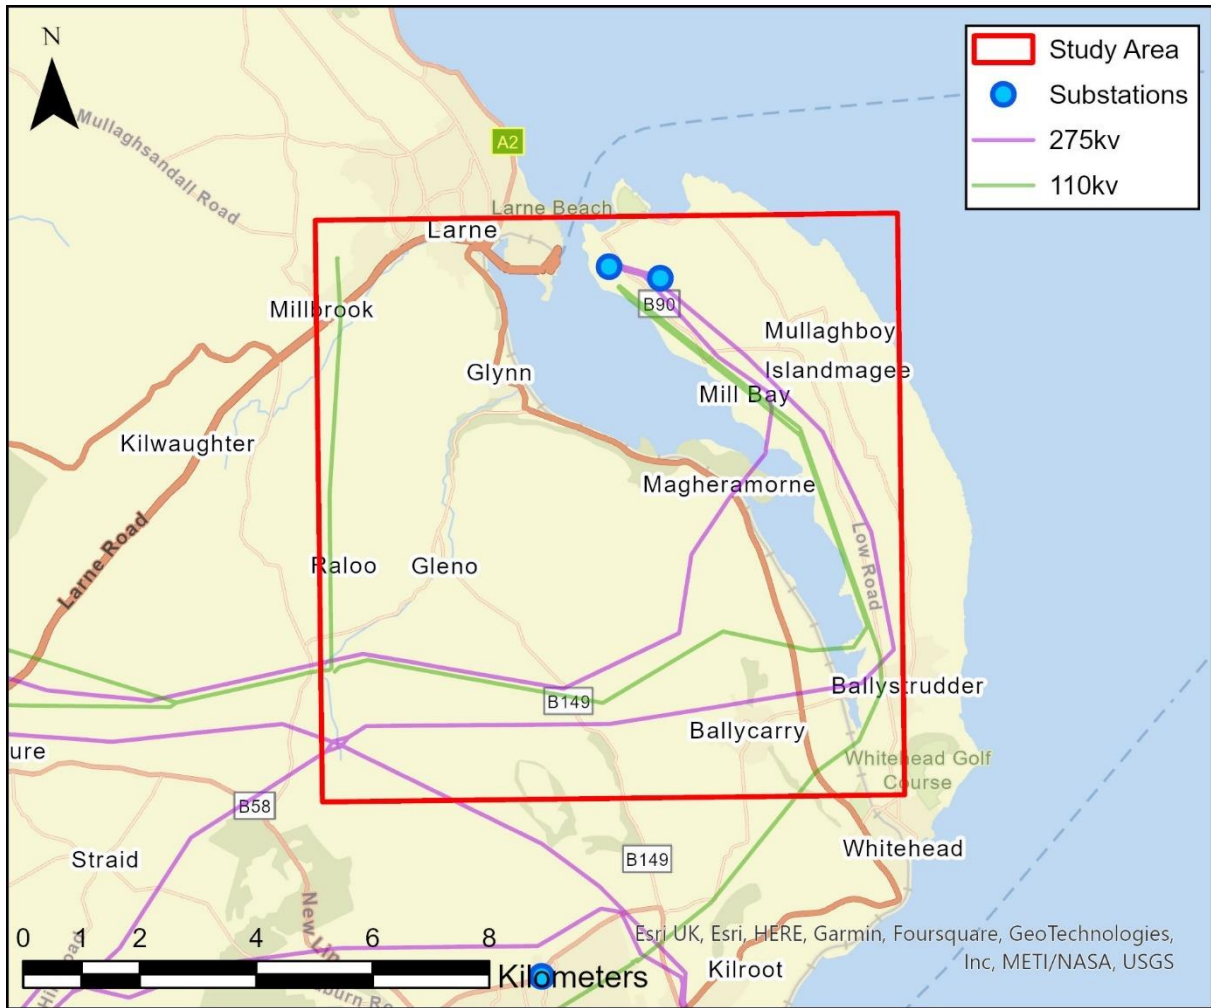 N
Study Area
Substations
275kv
110kv
Mullaghsandall Road
A2
Larne Beach
Larne
B90
Millbrook
Mullaghboy
Islandmagee
Glynn
Mill Bay
Kilwaughter
Magheramorne
Larne Road
Raloo
Gleno
Low Road
B149
Ballystrudder
Ballycarry
ure
Whitehead Golf
Course
B58
Straid
B149
Whitehead
New Lin
0 1 2 4 6 8
Kilometers
Kilroot
Esri UK, Esri, HERE, Garmin, Foursquare, GeoTechnologies,
Inc, METI/NASA, USGS